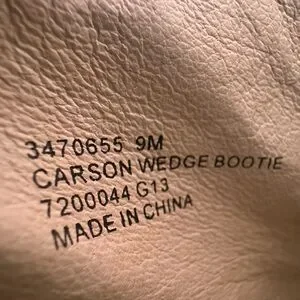 3470655 9M
CARSON WEDGE BOOTIE
7200044 G13
MADE IN CHINA